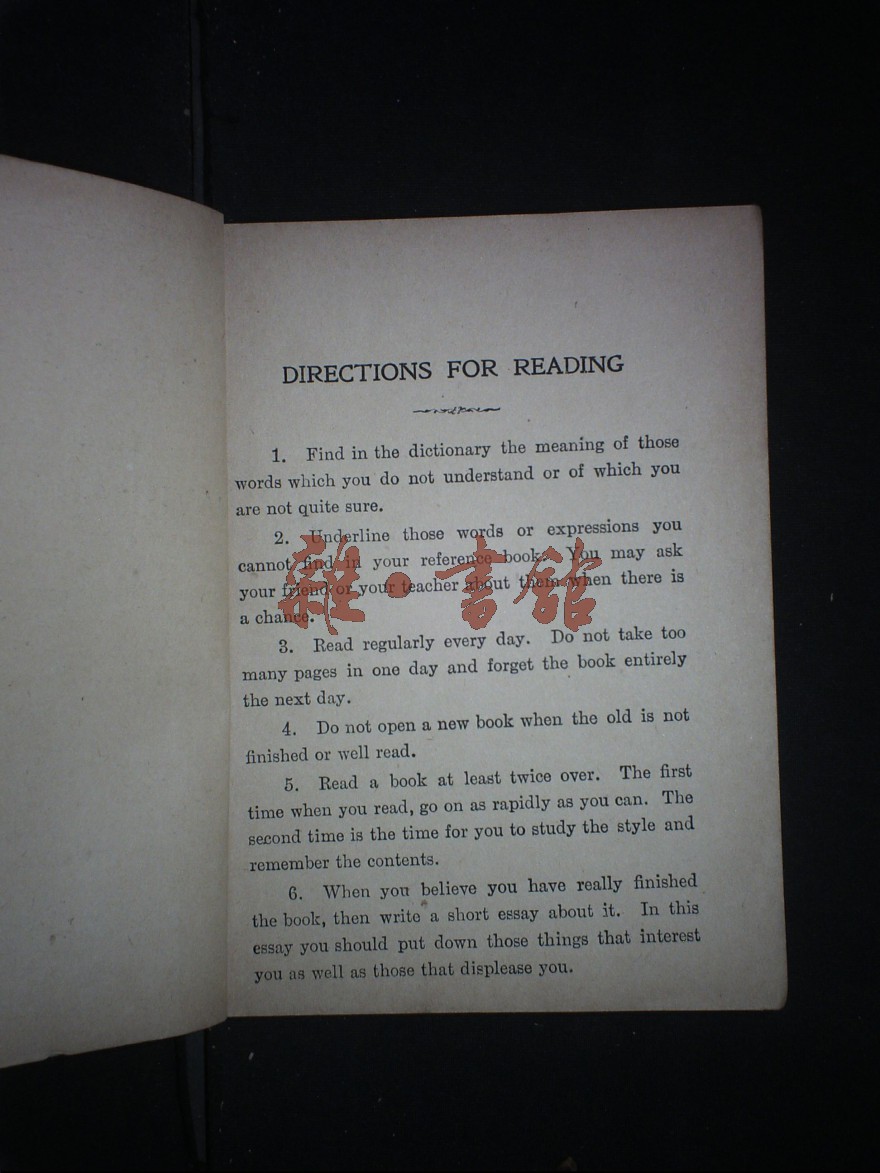 DIRECTIONS FOR READING
1. Find in the dictionary the meaning of those
words which you do not understand or of which you
are not quite sure.
2. Underline those words or expressions you
cannot find in your reference books. You may ask
your friend or your teacher about them when there is
a chance.
3. Read regularly every day. Do not take too
many pages in one day and forget the book entirely
the next day.
4. Do not open a new book when the old is not
finished or well read.
5. Read a book at least twice over. The first
time when you read, go on as rapidly as you can. The
second time is the time for you to study the style and
remember the contents.
6. When you believe you have really finished
the book, then write a short essay about it. In this
essay you should put down those things that interest
you as well as those that displease you.
雜·書館